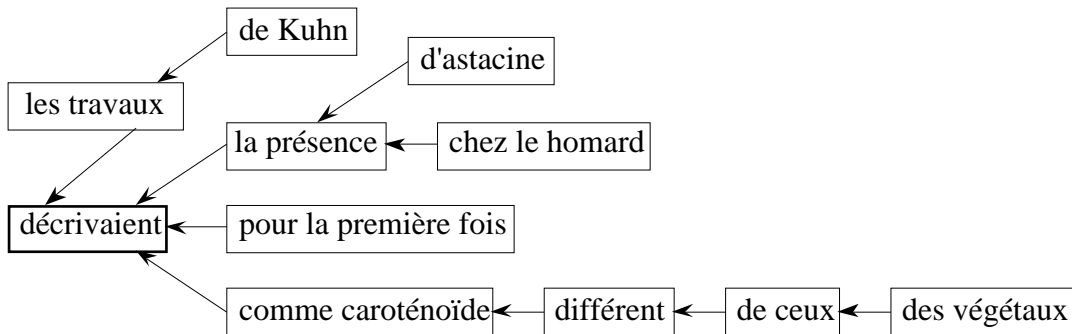 de Kuhn
d'astacine
les travaux
la présence
chez le homard
décrivaient
pour la première fois
comme caroténoïde
différent
de ceux
des végétaux